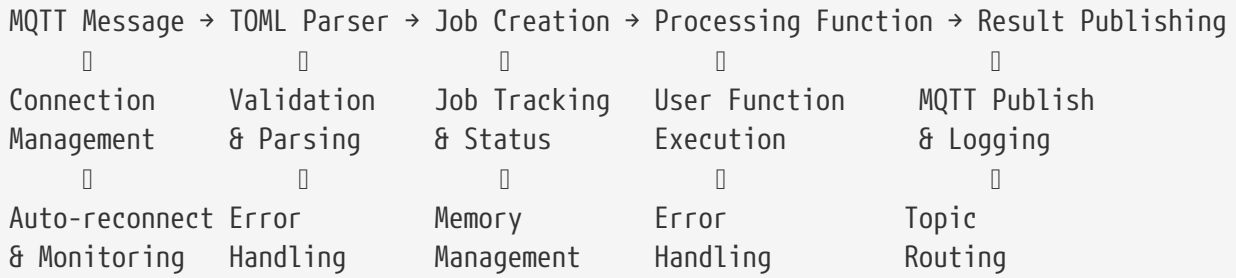 MQTT Message → TOML Parser → Job Creation → Processing Function → Result Publishing
▯ ▯ ▯ ▯ ▯
Connection Validation Job Tracking User Function MQTT Publish
Management & Parsing & Status Execution & Logging
▯ ▯ ▯ ▯ ▯
Auto-reconnect Error Memory Error Topic
& Monitoring Handling Management Handling Routing